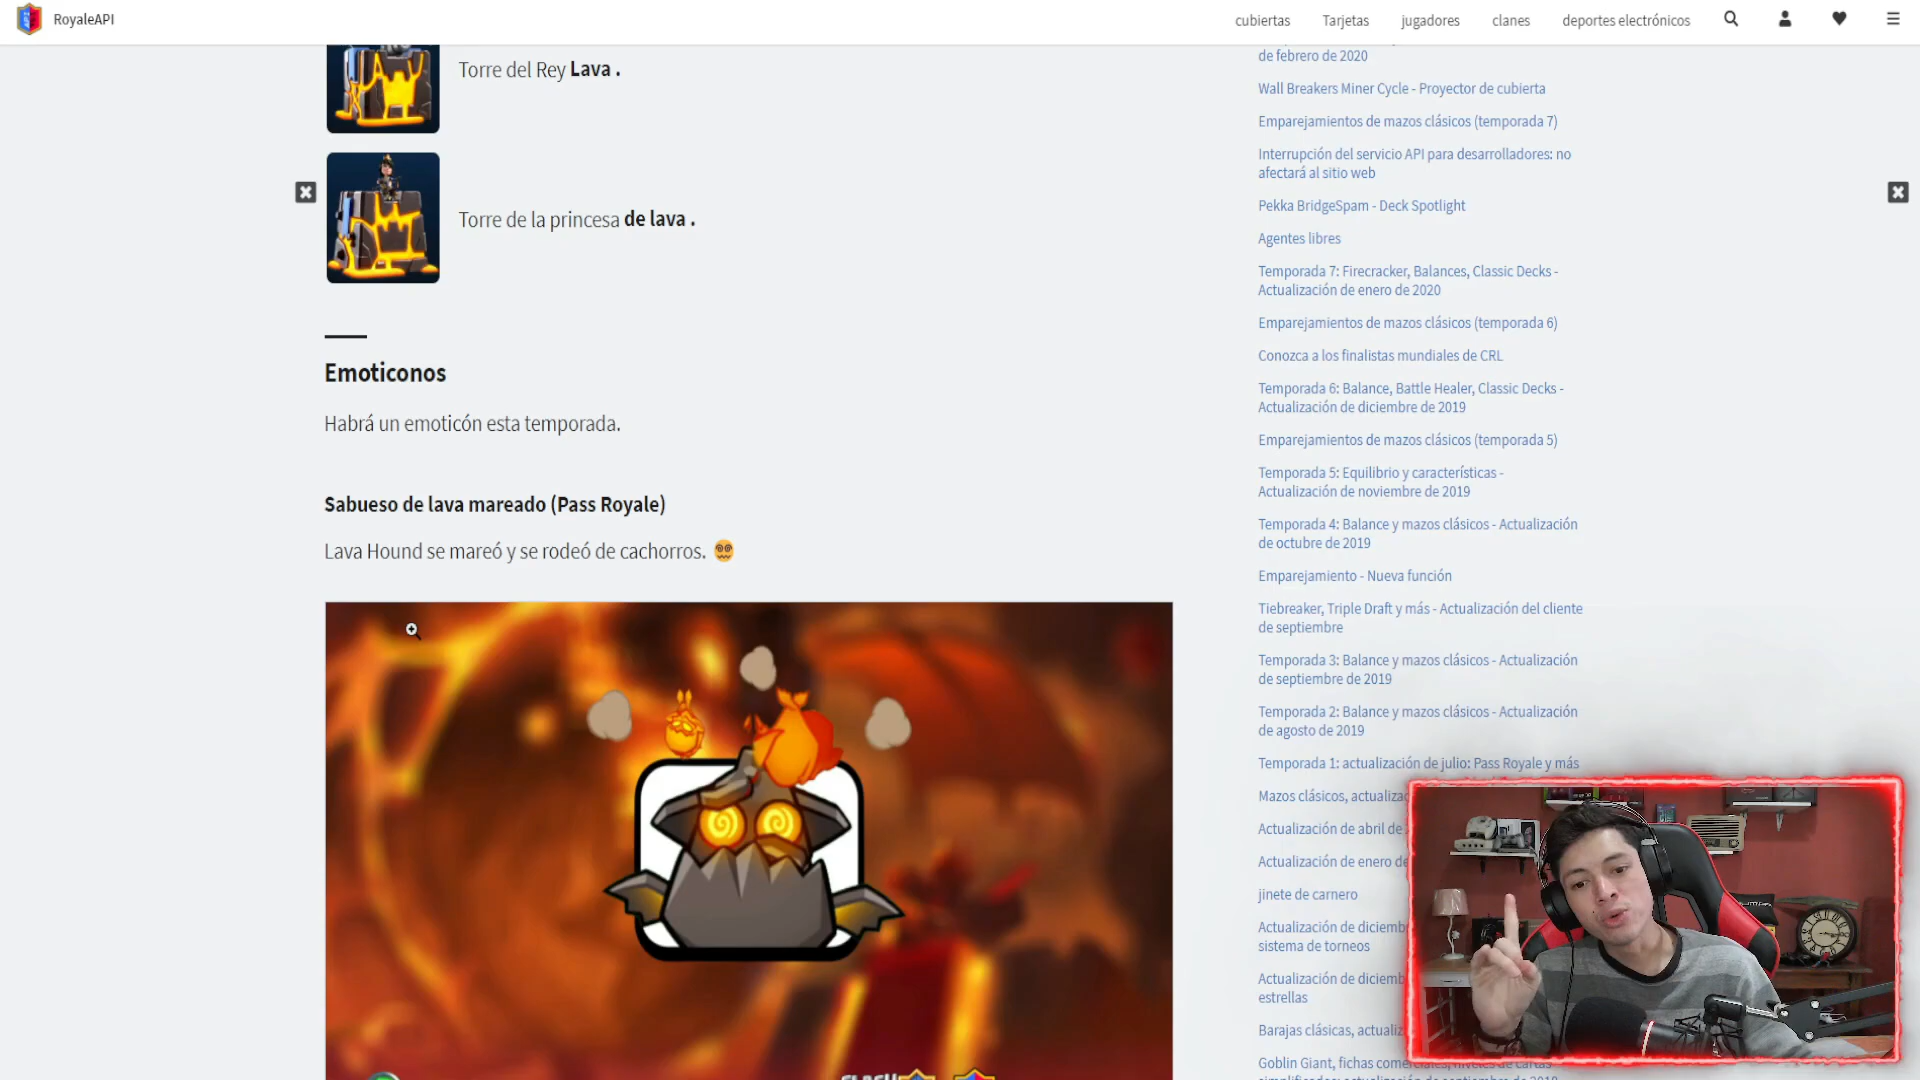 RoyaleAPI
cubiertas
Tarjetas
jugadores
clanes
deportes electrónicos
Torre del Rey Lava .
Torre de la princesa de lava .
Emoticonos
Habrá un emoticón esta temporada.
Sabueso de lava mareado (Pass Royale)
Lava Hound se mareó y se rodeó de cachorros.
de febrero de 2020
Wall Breakers Miner Cycle - Proyector de cubierta
Emparejamientos de mazos clásicos (temporada 7)
Interrupción del servicio API para desarrolladores: no
afectará al sitio web
Pekka BridgeSpam - Deck Spotlight
Agentes libres
Temporada 7: Firecracker, Balances, Classic Decks -
Actualización de enero de 2020
Emparejamientos de mazos clásicos (temporada 6)
Conozca a los finalistas mundiales de CRL
Temporada 6: Balance, Battle Healer, Classic Decks -
Actualización de diciembre de 2019
Emparejamientos de mazos clásicos (temporada 5)
Temporada 5: Equilibrio y características -
Actualización de noviembre de 2019
Temporada 4: Balance y mazos clásicos - Actualización
de octubre de 2019
Emparejamiento - Nueva función
Tiebreaker, Triple Draft y más - Actualización del cliente
de septiembre
Temporada 3: Balance y mazos clásicos - Actualización
de septiembre de 2019
Temporada 2: Balance y mazos clásicos - Actualización
de agosto de 2019
Temporada 1: actualización de julio: Pass Royale y más
Mazos clásicos, actualiza
Actualización de abril de
Actualización de enero de
jinete de carnero
Actualización de diciemb
sistema de torneos
Actualización de diciemb
estrellas
Barajas clásicas, actualiz
Goblin Giant, fichas comerciales, niveles de cartas